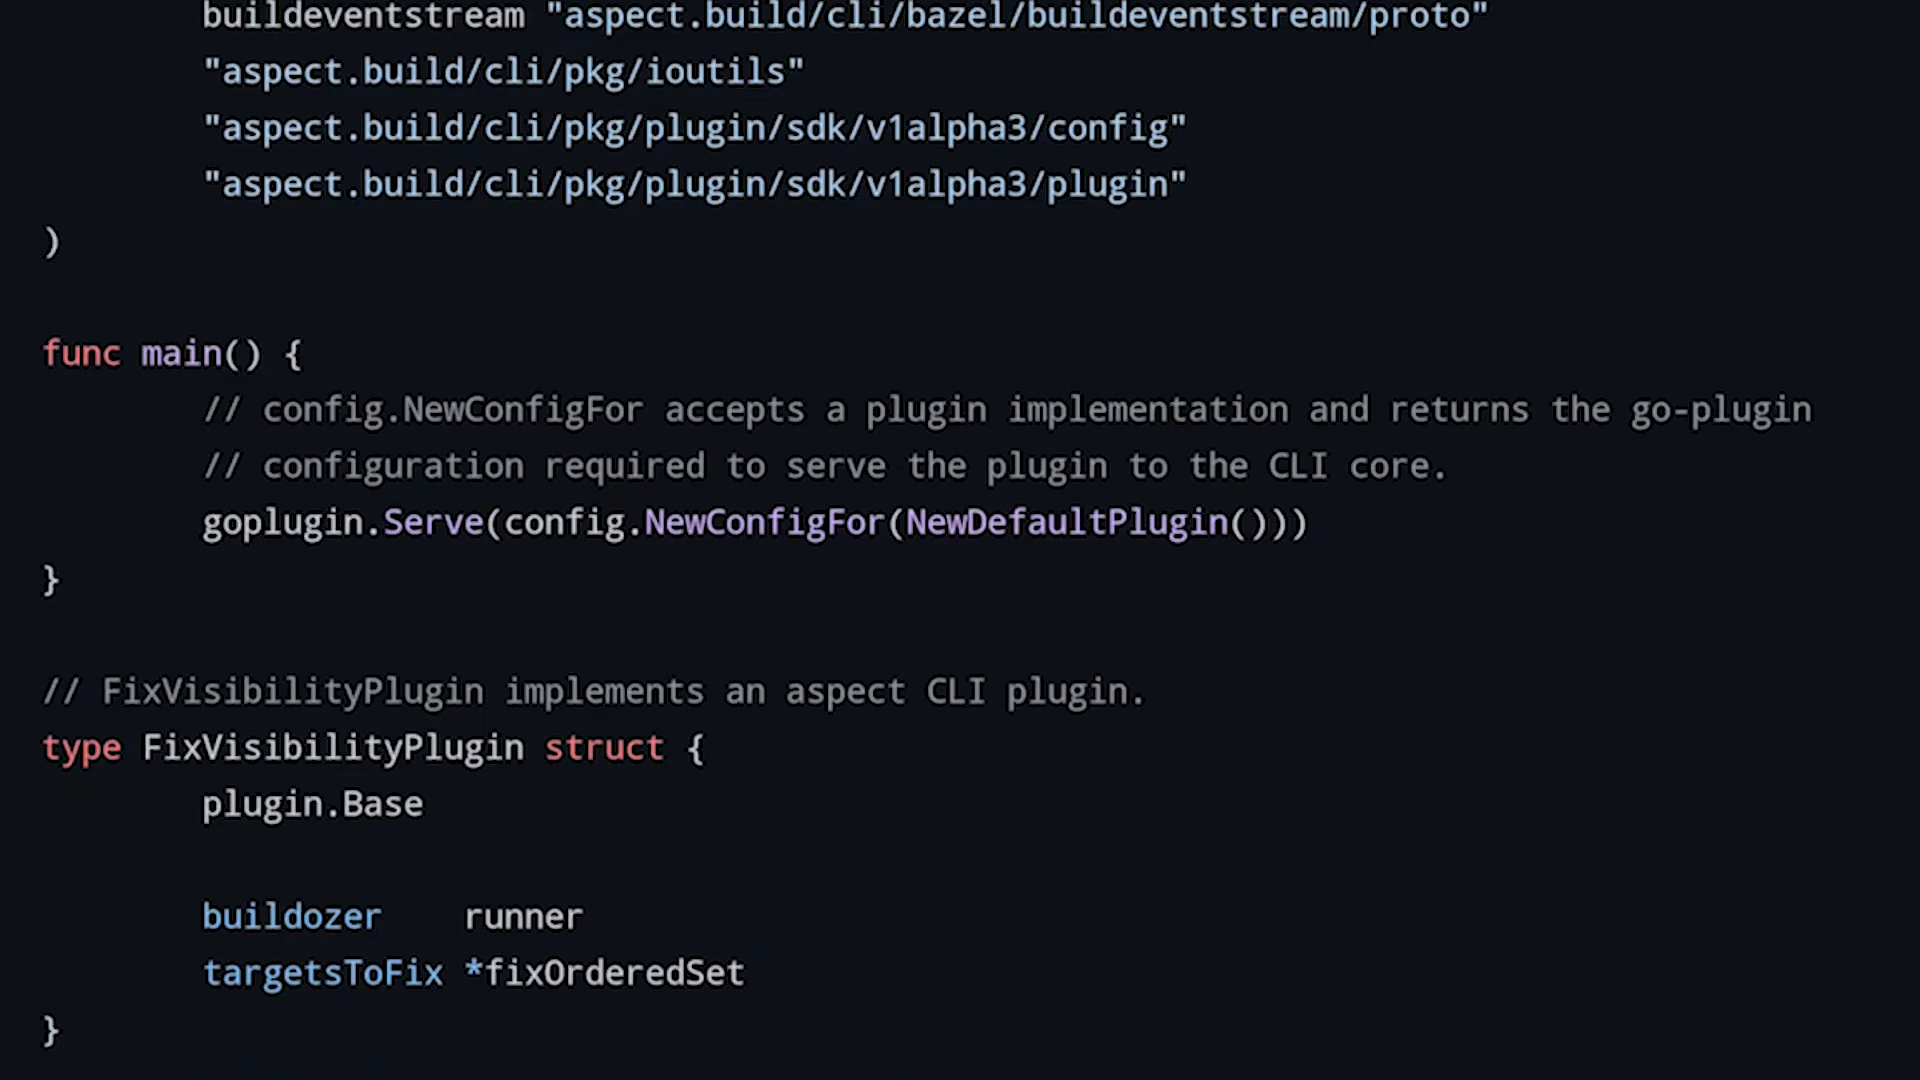 buildeventstream "aspect.build/cli/bazel/buildeventstream/proto"
"aspect.build/cli/pkg/ioutils"
"aspect.build/cli/pkg/plugin/sdk/v1alpha3/config"
"aspect.build/cli/pkg/plugin/sdk/v1alpha3/plugin"
)
func main() {
// config.NewConfigFor accepts a plugin implementation and returns the go-plugin
// configuration required to serve the plugin to the CLI core.
goplugin.Serve(config.NewConfigFor(NewDefaultPlugin()))
}
// FixVisibilityPlugin implements an aspect CLI plugin.
type FixVisibilityPlugin struct {
plugin.Base
buildozer    runner
targetsToFix *fixOrderedSet
}